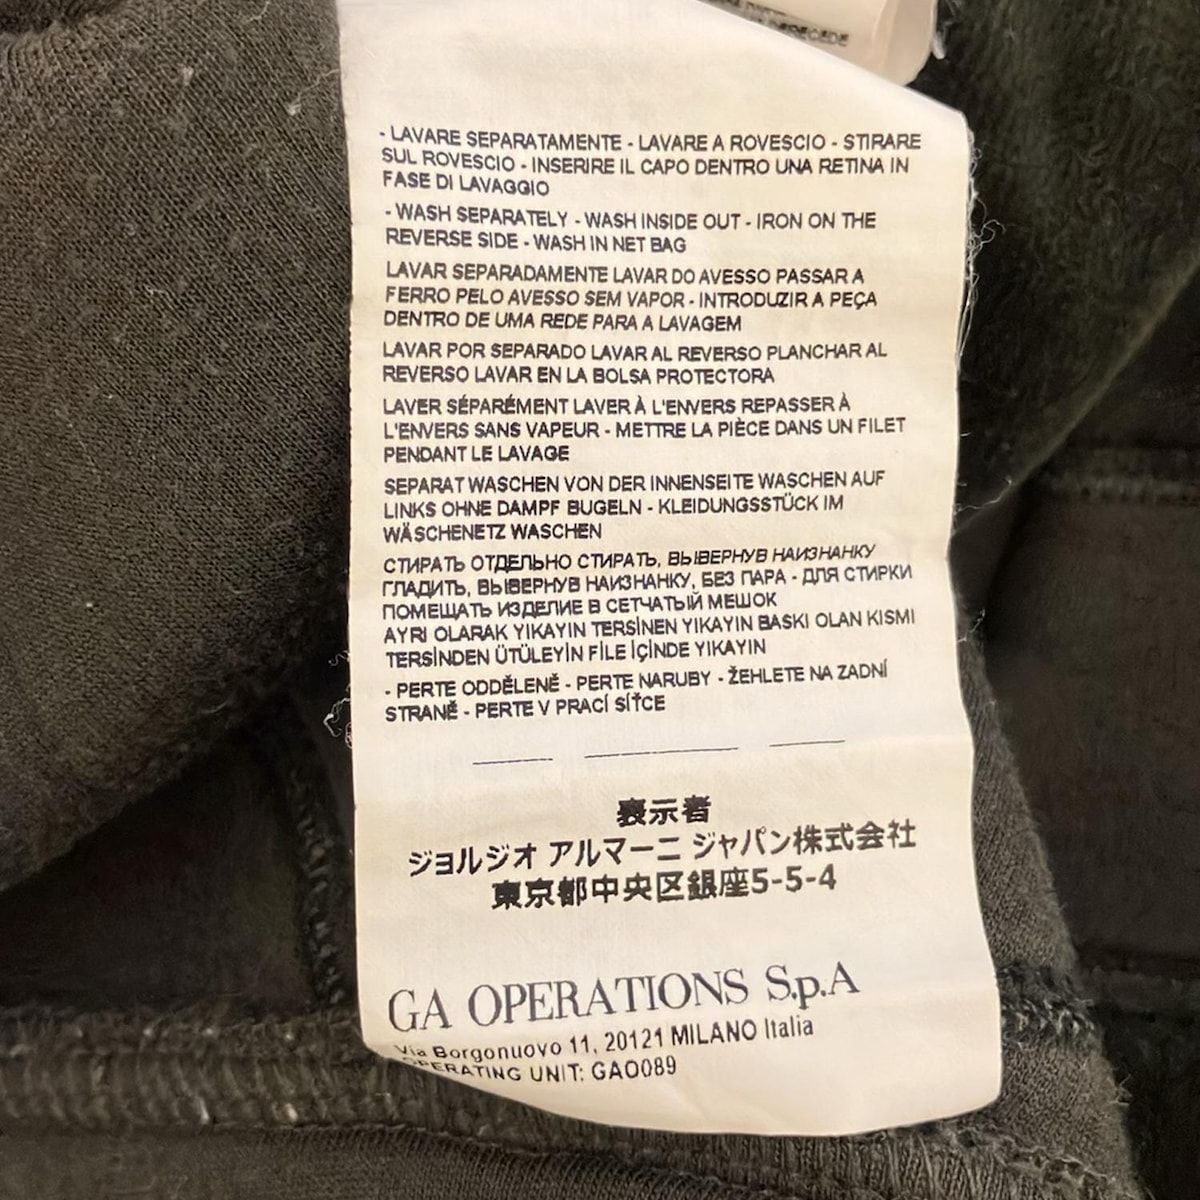 - LAVARE SEPARATAMENTE - LAVARE A ROVESCIO - STIRARE
SUL ROVESCIO - INSERIRE IL CAPO DENTRO UNA RETINA IN
FASE DI LAVAGGIO
- WASH SEPARATELY - WASH INSIDE OUT - IRON ON THE
REVERSE SIDE - WASH IN NET BAG
LAVAR SEPARADAMENTE LAVAR DO AVESSO PASSAR A
FERRO PELO AVESSO SEM VAPOR - INTRODUZIR A PEÇA
DENTRO DE UMA REDE PARA A LAVAGEM
LAVAR POR SEPARADO LAVAR AL REVERSO PLANCHAR AL
REVERSO LAVAR EN LA BOLSA PROTECTORA
LAVER SÉPARÉMENT LAVER À L'ENVERS REPASSER À
L'ENVERS SANS VAPEUR - METTRE LA PIÈCE DANS UN FILET
PENDANT LE LAVAGE
SEPARAT WASCHEN VON DER INNENSEITE WASCHEN AUF
LINKS OHNE DAMPF BUGELN - KLEIDUNGSSTÜCK IM
WÄSCHENETZ WASCHEN
СТИРАТЬ ОТДЕЛЬНО СТИРАТЬ, ВЫВЕРНУВ НАИЗНАНКУ
ГЛАДИТЬ, ВЫВЕРНУВ НАИЗНАНКУ, БЕЗ ПАРА - ДЛЯ СТИРКИ
ПОМЕЩАТЬ ИЗДЕЛИЕ В СЕТЧАТЫЙ МЕШОК
AYRI OLARAK YIKAYIN TERSINEN YIKAYIN BASKI OLAN KISMI
TERSİNDEN ÜTÜLEYİN FİLE İÇİNDE YIKAYIN
- PERTE ODDĚLENĚ - PERTE NARUBY - ŽEHLETE NA ZADNÍ
STRANĚ - PERTE V PRACÍ SÍŤCE
表示者
ジョルジオ アルマーニ ジャパン株式会社
東京都中央区銀座5-5-4
GA OPERATIONS S.p.A
Via Borgonuovo 11, 20121 MILANO Italia
OPERATING UNIT: GAO089